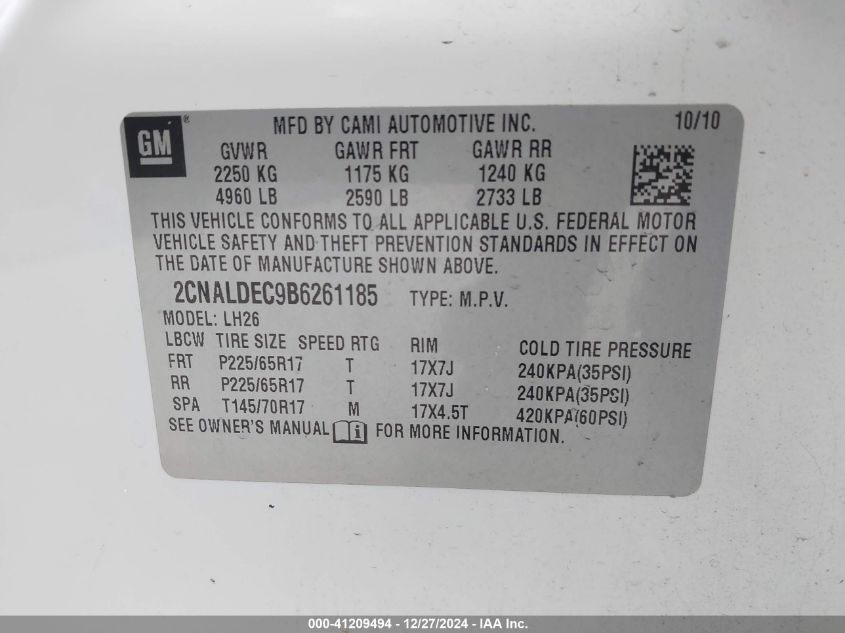 GM ® MFD BY CAMI AUTOMOTIVE INC. 10/10
GVWR GAWR FRT GAWR RR
2250 KG 1175 KG 1240 KG
4960 LB 2590 LB 2733 LB
THIS VEHICLE CONFORMS TO ALL APPLICABLE U.S. FEDERAL MOTOR
VEHICLE SAFETY AND THEFT PREVENTION STANDARDS IN EFFECT ON
THE DATE OF MANUFACTURE SHOWN ABOVE.
2CNALDEC9B6261185 TYPE: M.P.V.
MODEL: LH26
LBCW TIRE SIZE SPEED RTG RIM COLD TIRE PRESSURE
FRT P225/65R17 T 17X7J 240KPA(35PSI)
RR P225/65R17 T 17X7J 240KPA(35PSI)
SPA T145/70R17 M 17X4.5T 420KPA(60PSI)
SEE OWNER'S MANUAL i FOR MORE INFORMATION.
000-41209494 - 12/27/2024 - IAA Inc.